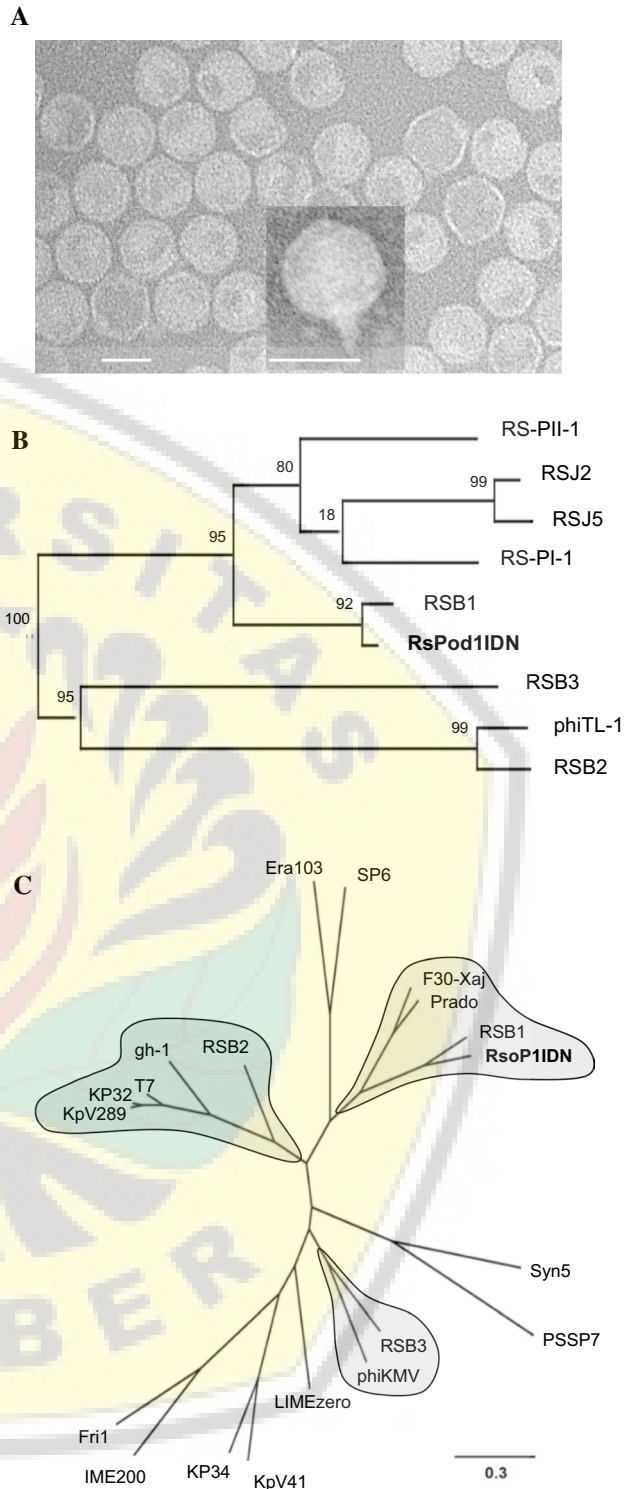 A
B
RS-PII-1
80
99
RSJ2
18
RSJ5
95
RS-PI-1
92
RSB1
100
RsPod1IDN
95
RSB3
99
phiTL-1
RSB2
C
Era103
SP6
F30-Xaj
Prado
RSB1
RsoP1IDN
gh-1
RSB2
T7
KP32
KpV289
Syn5
PSSP7
RSB3
phiKMV
LIMEzero
Fri1
IME200
KP34
KpV41
0.3
RSITAS
BER